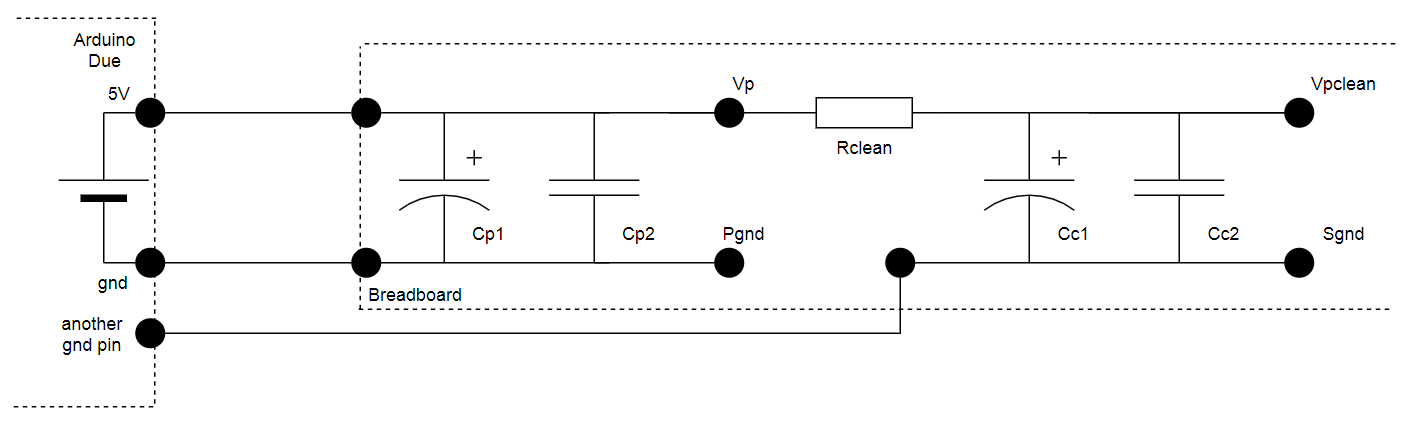 Arduino
Due
5V
Vp
Vpclean
+
Rclean
+
Cp1
Cp2
Pgnd
Cc1
Cc2
Sgnd
gnd
Breadboard
another
gnd pin